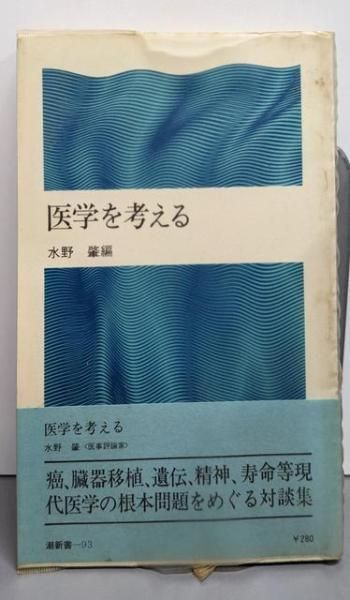 医学を考える
水野 肇編
医学を考える
水野 肇〈医事評論家〉
癌、臓器移植、遺伝、精神、寿命等現
代医学の根本問題をめぐる対談集
潮新書—93
¥280